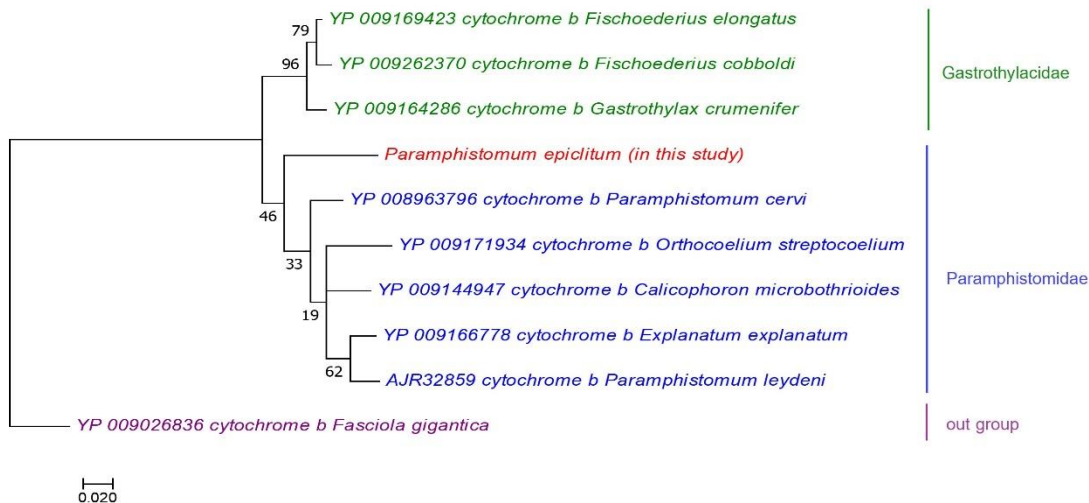 YP 009169423 cytochrome b Fischoederius elongatus
79
YP 009262370 cytochrome b Fischoederius cobboldi
96
Gastrothylacidae
YP 009164286 cytochrome b Gastrothylax crumenifer
Paramphistomum epiclitum (in this study)
YP 008963796 cytochrome b Paramphistomum cervi
46
YP 009171934 cytochrome b Orthocoelium streptocoelium
33
Paramphistomidae
YP 009144947 cytochrome b Calicophoron microbothrioides
19
YP 009166778 cytochrome b Explanatum explanatum
62
AJR32859 cytochrome b Paramphistomum leydeni
YP 009026836 cytochrome b Fasciola gigantica
out group
0.020